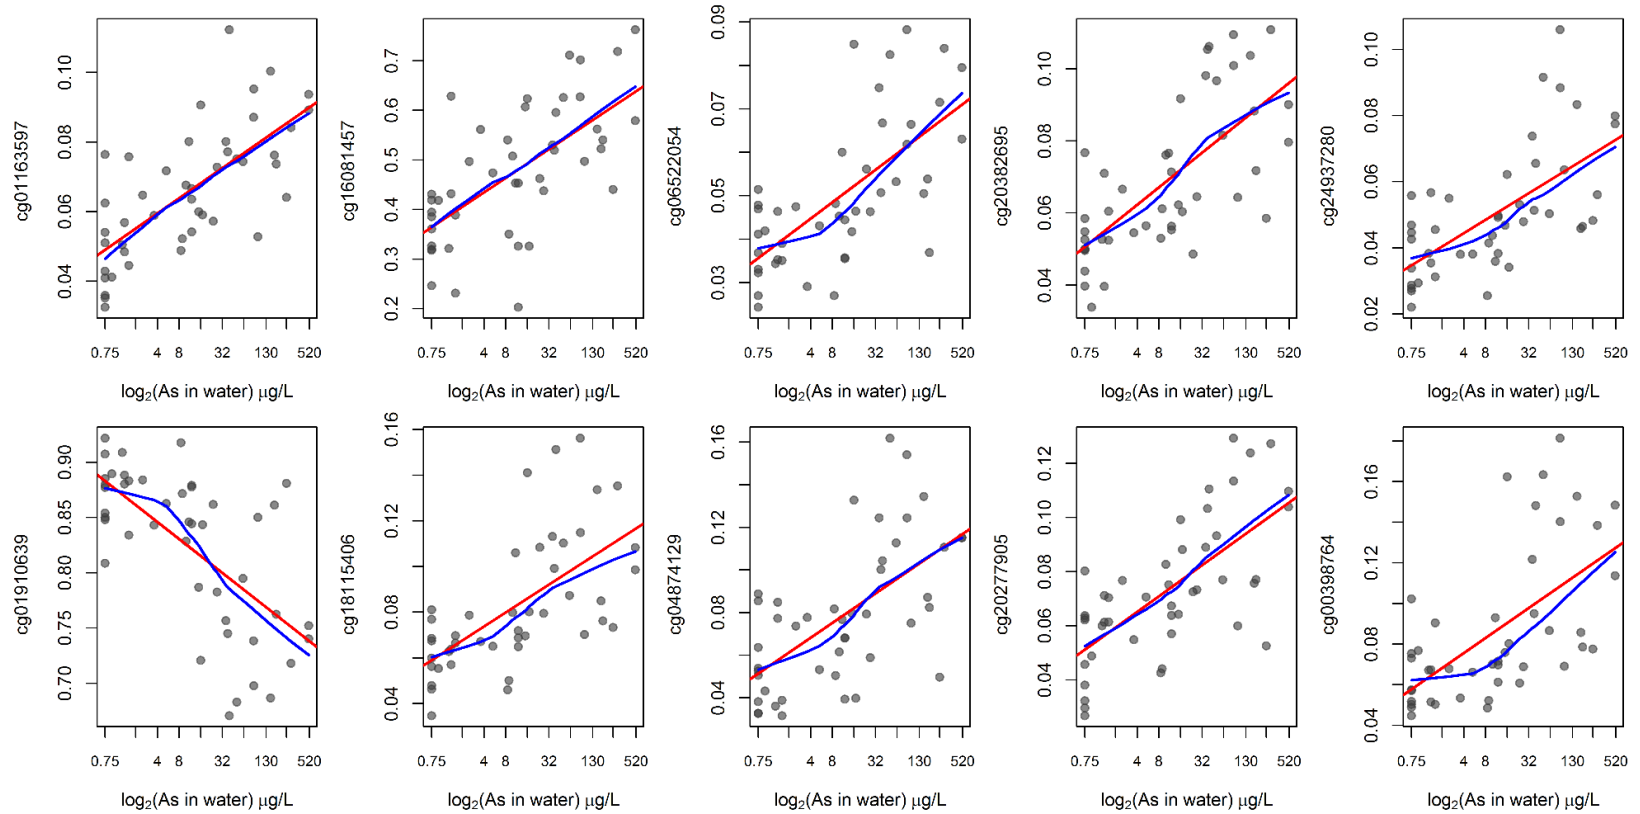 cg01163597
0.04 0.06 0.08 0.10
0.75 4 8 32 130 520
log₂(As in water) μg/L
cg16081457
0.2 0.3 0.4 0.5 0.6 0.7
0.75 4 8 32 130 520
log₂(As in water) μg/L
cg06522054
0.03 0.05 0.07 0.09
0.75 4 8 32 130 520
log₂(As in water) μg/L
cg20382695
0.04 0.06 0.08 0.10
0.75 4 8 32 130 520
log₂(As in water) μg/L
cg24937280
0.02 0.04 0.06 0.08 0.10
0.75 4 8 32 130 520
log₂(As in water) μg/L
cg01910639
0.70 0.75 0.80 0.85 0.90
0.75 4 8 32 130 520
log₂(As in water) μg/L
cg18115406
0.04 0.08 0.12 0.16
0.75 4 8 32 130 520
log₂(As in water) μg/L
cg04874129
0.04 0.08 0.12 0.16
0.75 4 8 32 130 520
log₂(As in water) μg/L
cg20277905
0.04 0.06 0.08 0.10 0.12
0.75 4 8 32 130 520
log₂(As in water) μg/L
cg00398764
0.04 0.08 0.12 0.16
0.75 4 8 32 130 520
log₂(As in water) μg/L